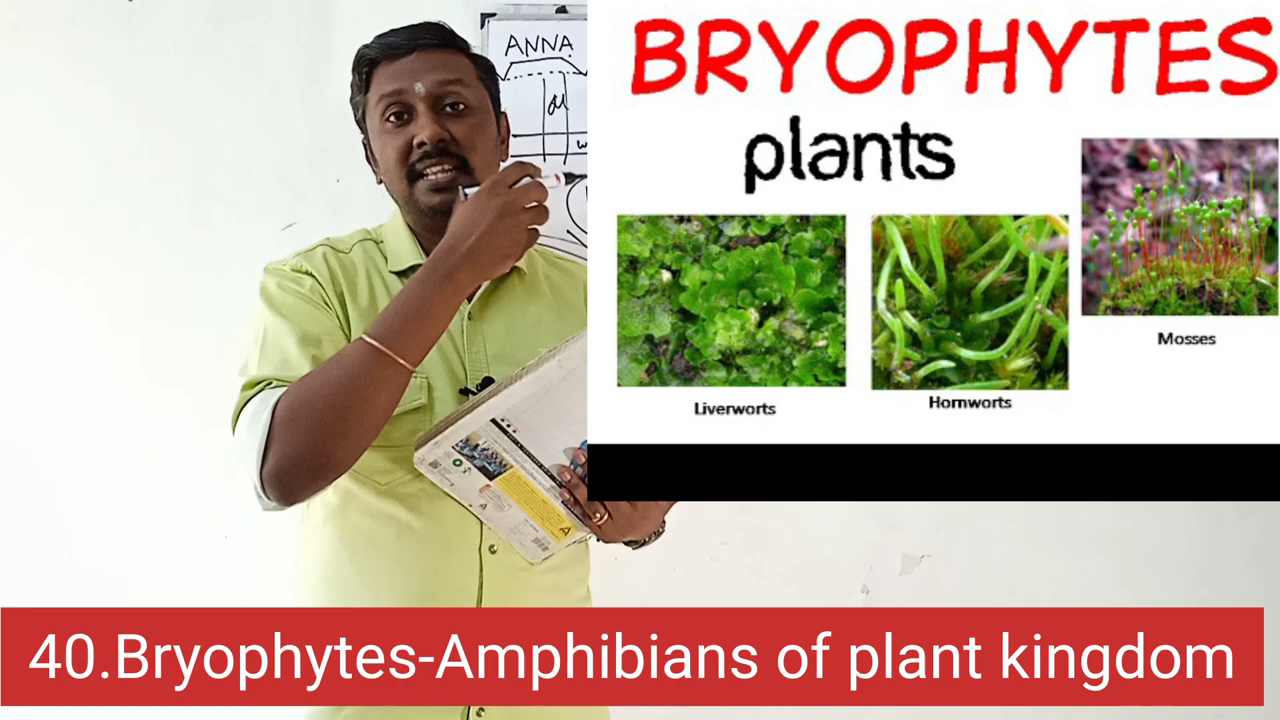 ANNA
BRYOPHYTES
plants
Mosses
Liverworts
Hornworts
40.Bryophytes-Amphibians of plant kingdom